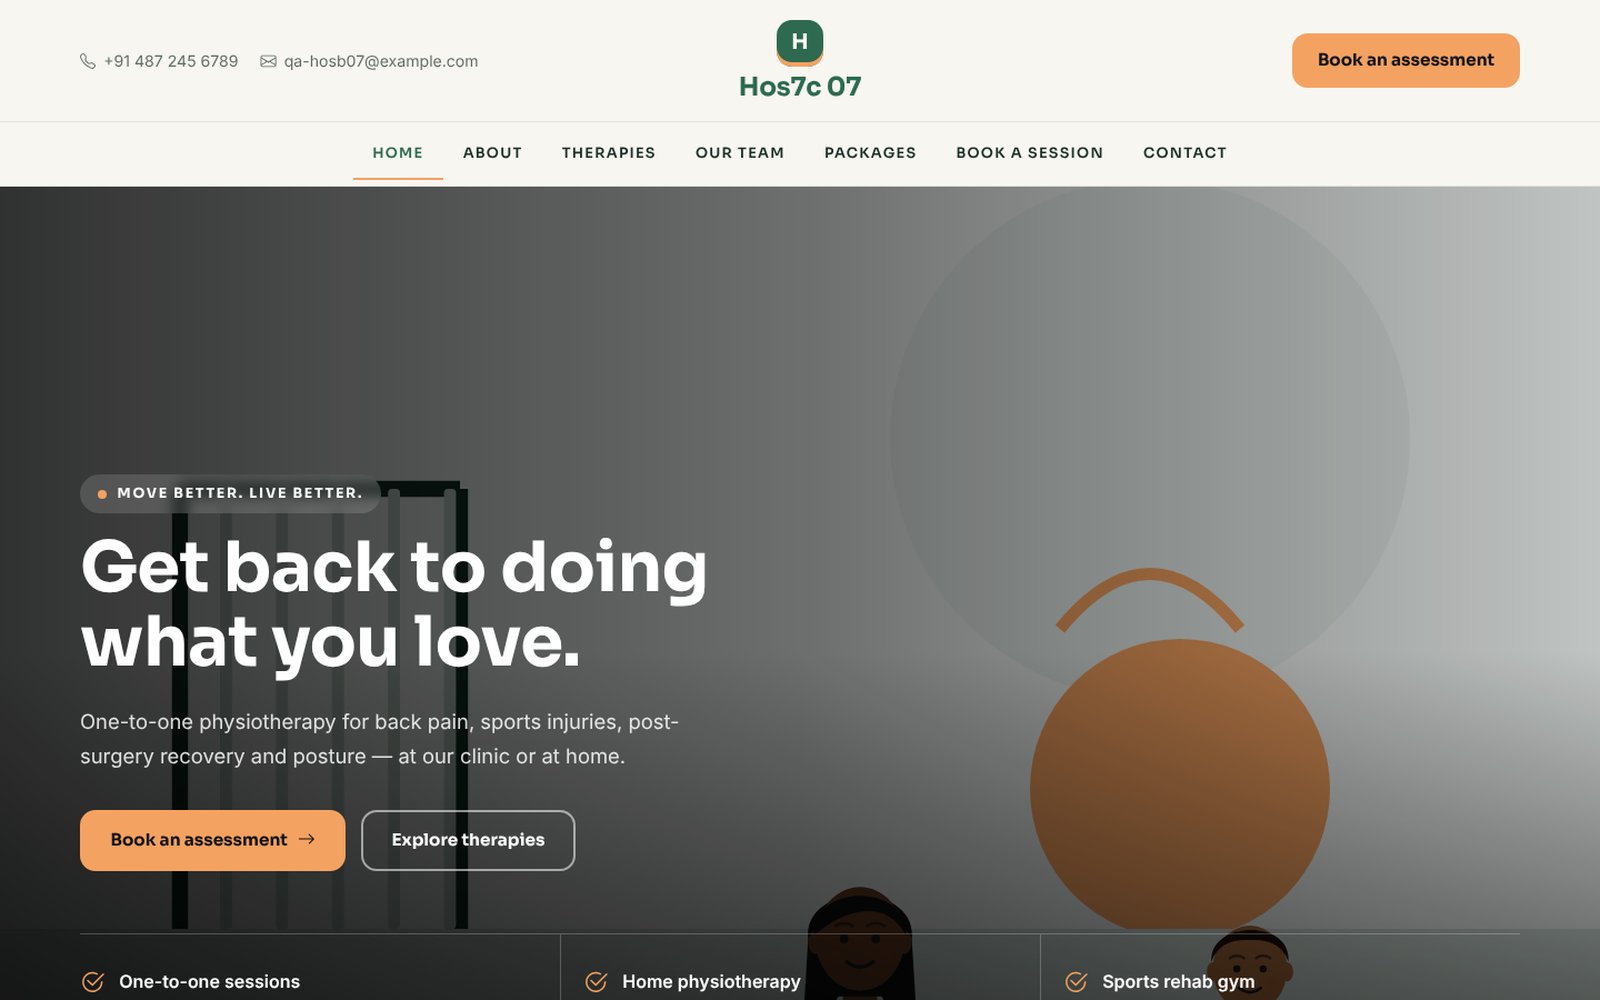 +91 487 245 6789
qa-hosb07@example.com
H
Hos7c 07
Book an assessment
HOME ABOUT THERAPIES OUR TEAM PACKAGES BOOK A SESSION CONTACT
MOVE BETTER. LIVE BETTER.
Get back to doing
what you love.
One-to-one physiotherapy for back pain, sports injuries, post-
surgery recovery and posture — at our clinic or at home.
Book an assessment → Explore therapies
One-to-one sessions Home physiotherapy Sports rehab gym